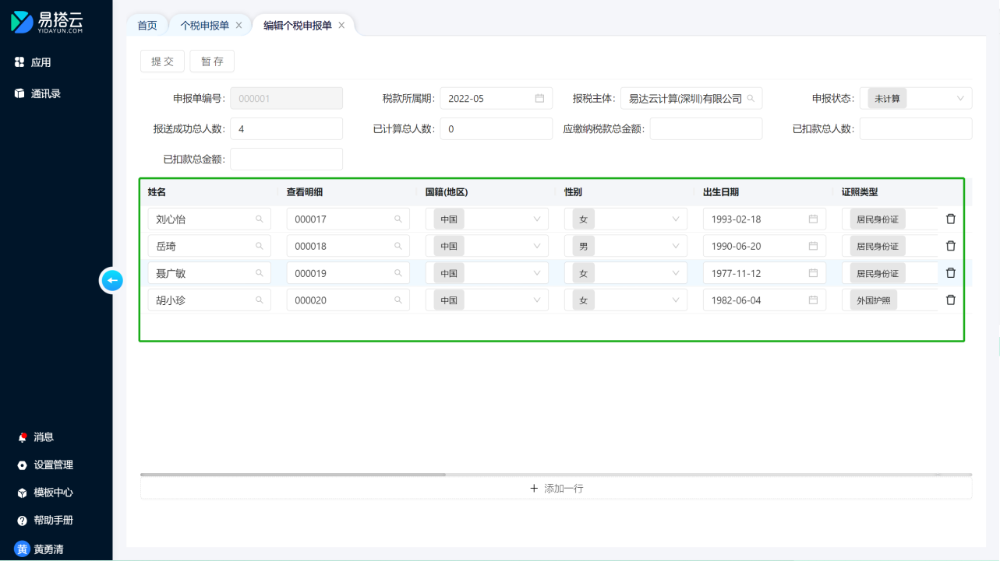 易搭云
YIDAYUN.COM
首页 个税申报单 × 编辑个税申报单 ×
应用
通讯录
提 交 暂 存
申报单编号: 000001 税款所属期: 2022-05 报税主体: 易达云计算(深圳)有限公司 申报状态: 未计算
报送成功总人数: 4 已计算总人数: 0 应缴纳税款总金额: 已扣款总人数:
已扣款总金额:
姓名 查看明细 国籍(地区) 性别 出生日期 证照类型
刘心怡 000017 中国 女 1993-02-18 居民身份证
岳琦 000018 中国 男 1990-06-20 居民身份证
聂广敏 000019 中国 女 1977-11-12 居民身份证
胡小珍 000020 中国 女 1982-06-04 外国护照
+ 添加一行
消息
设置管理
模板中心
帮助手册
黄 黄勇清